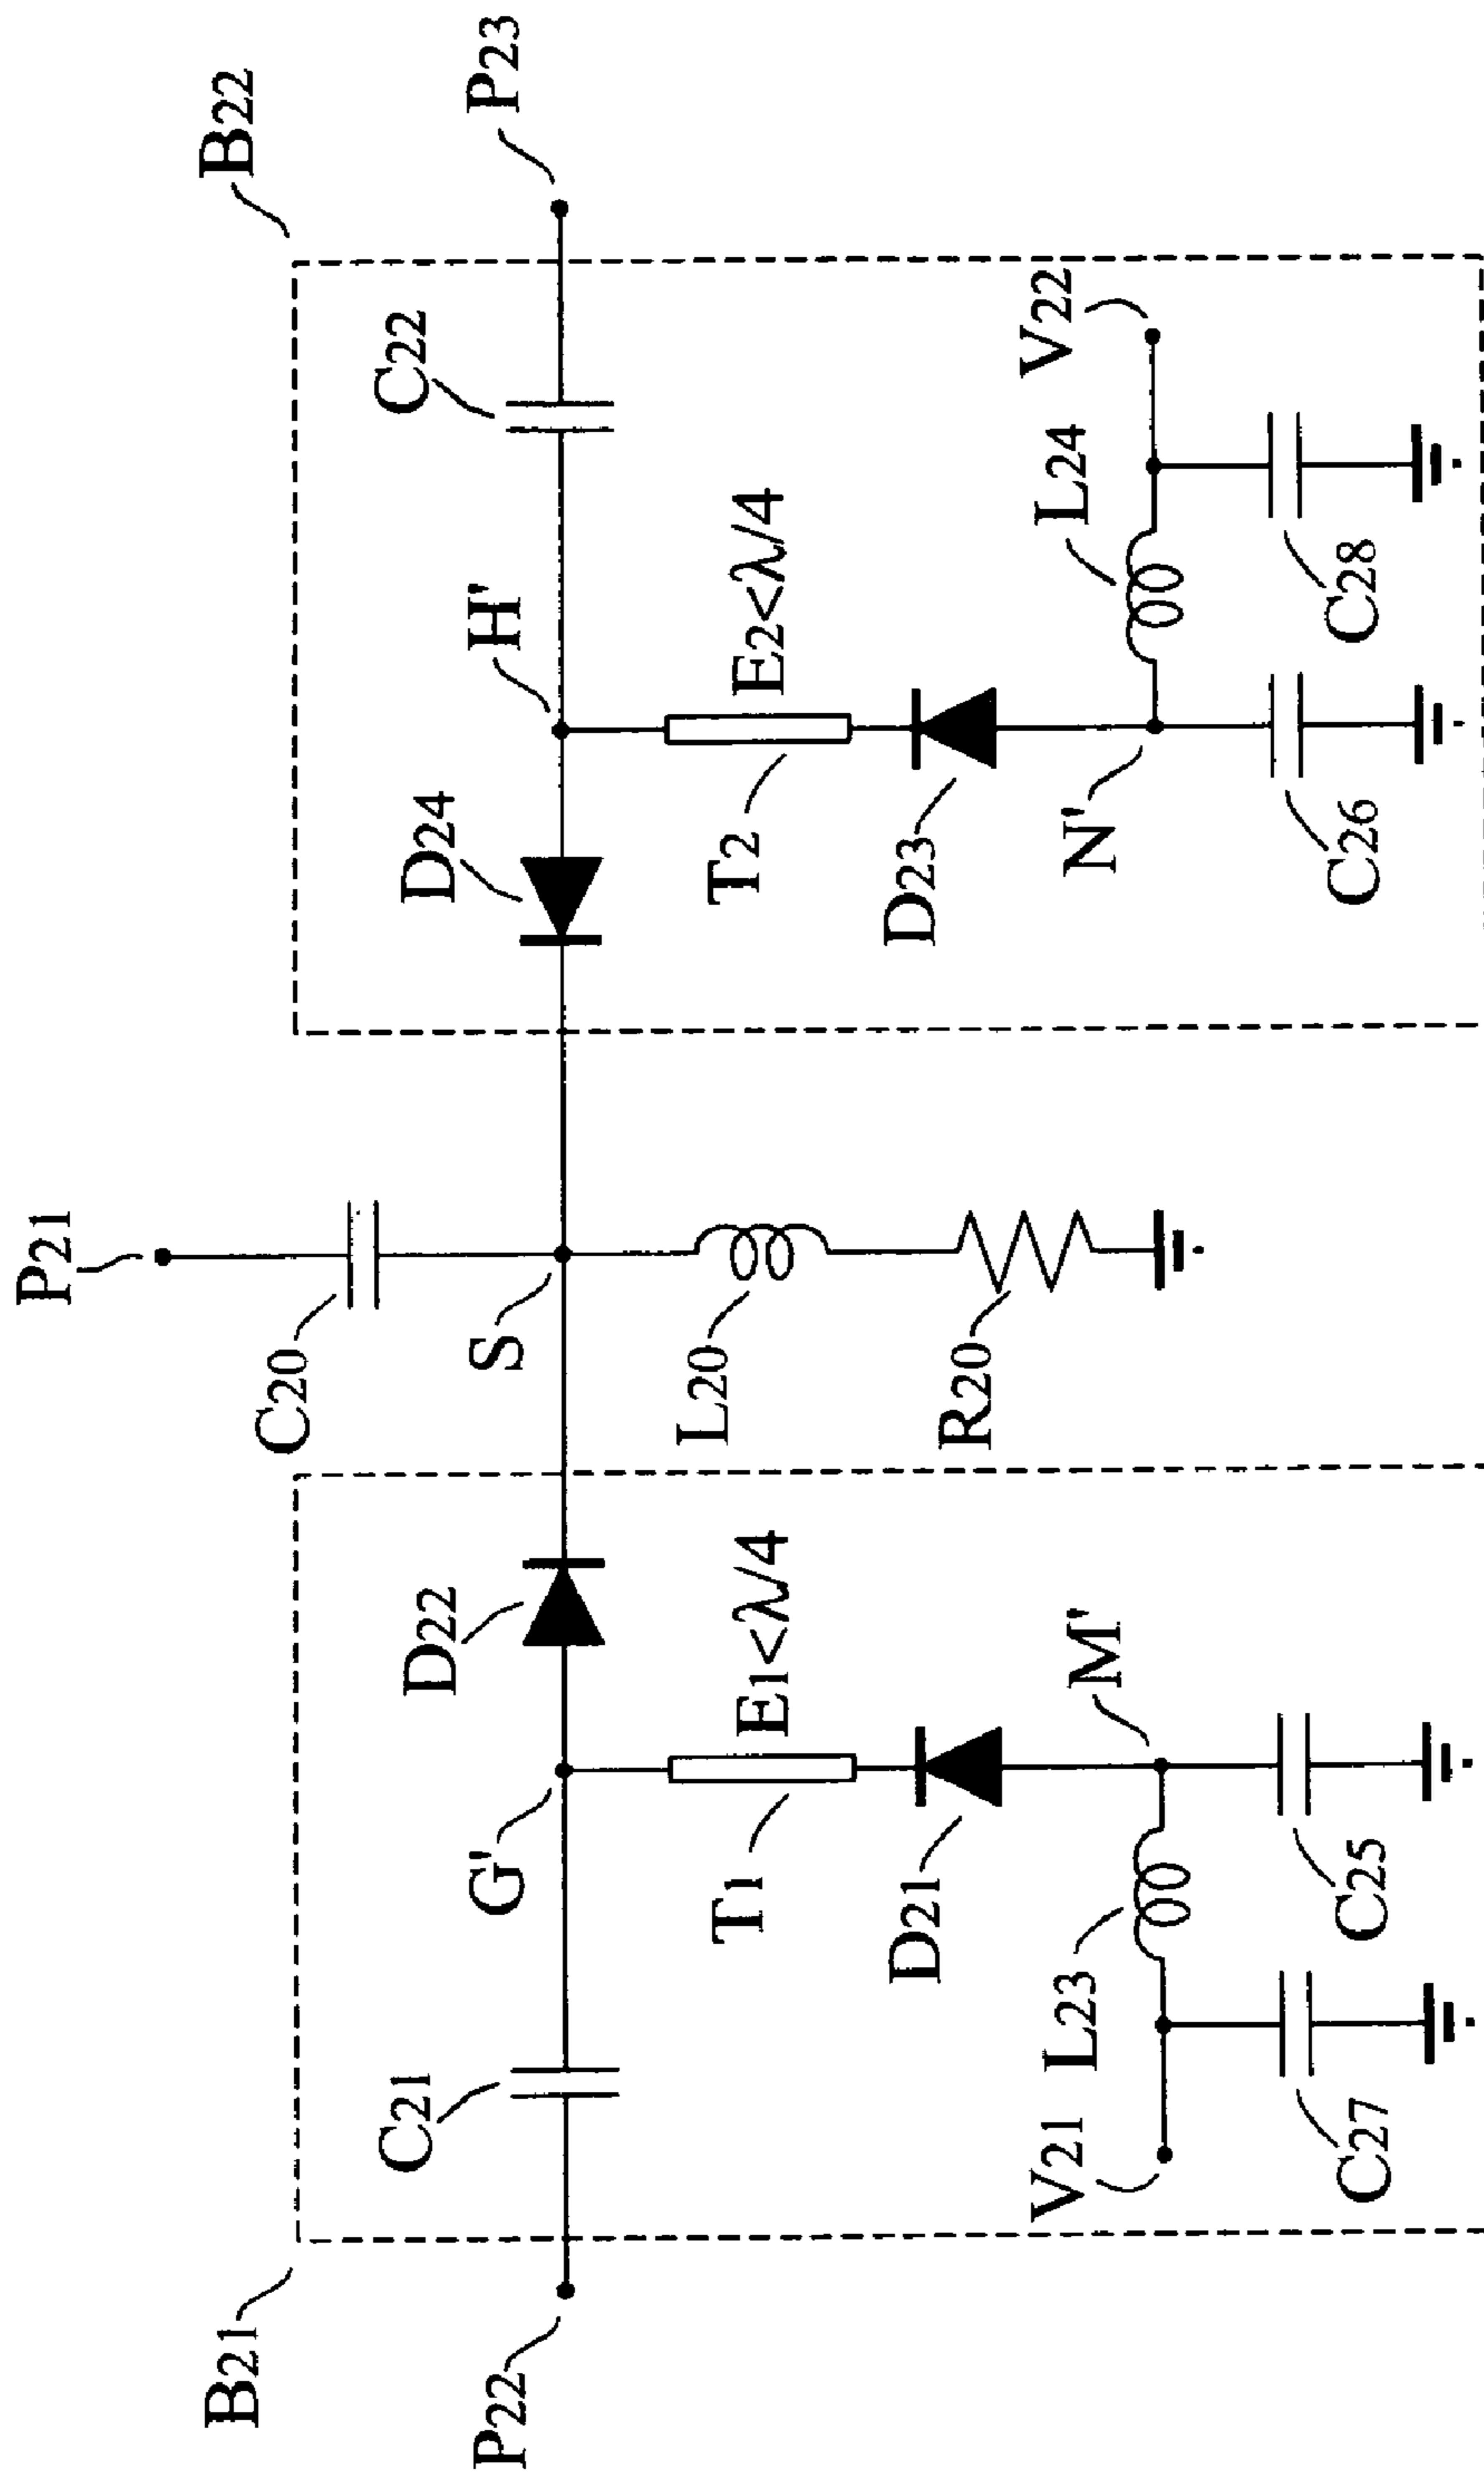 P21
B21
B22
C20
C21
D22
D24
C22
P22
G'
S
H'
P23
T1
E1<λ/4
L20
T2
E2<λ/4
D21
R20
D23
V21
L23
M'
N'
L24
V22
C27
C25
C26
C28